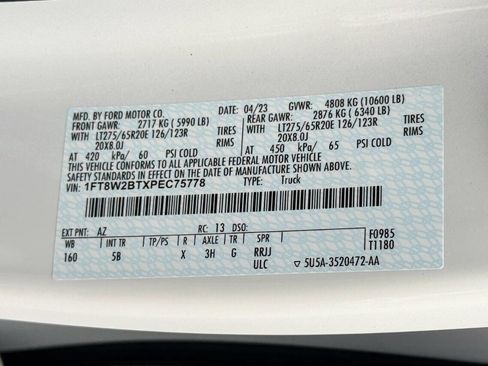 MFD. BY FORD MOTOR CO. 04/23 GVWR: 4808 KG (10600 LB)
FRONT GAWR: 2717 KG (5990 LB) REAR GAWR: 2876 KG (6340 LB)
WITH LT275/65R20E 126/123R TIRES WITH LT275/65R20E 126/123R TIRES
20X8.0J RIMS 20X8.0J RIMS
AT 420 kPa/ 60 PSI COLD AT 450 kPa/ 65 PSI COLD
THIS VEHICLE CONFORMS TO ALL APPLICABLE FEDERAL MOTOR VEHICLE
SAFETY STANDARDS IN EFFECT ON THE DATE OF MANUFACTURE SHOWN ABOVE.
VIN: 1FT8W2BTXPEC75778 TYPE: Truck
EXT PNT: AZ RC: 13 DSO: F0985
WB INT TR TP/PS R AXLE TR SPR T1180
160 5B X 3H G RRJJ
ULC 5U5A-3520472-AA